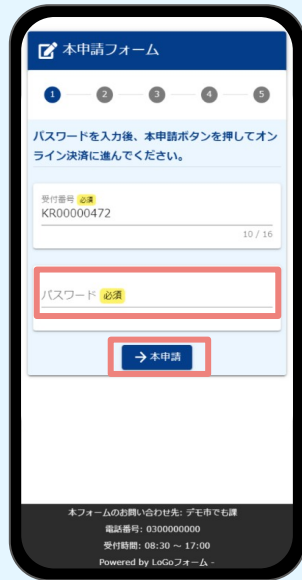 本申請フォーム
1 2 3 4 5
パスワードを入力後、本申請ボタンを押してオン
ライン決済に進んでください。
受付番号 必須
KR00000472
10 / 16
パスワード 必須
→本申請
本フォームのお問い合わせ先: デモ市でも課
電話番号: 0300000000
受付時間: 08:30 ～ 17:00
Powered by LoGoフォーム -